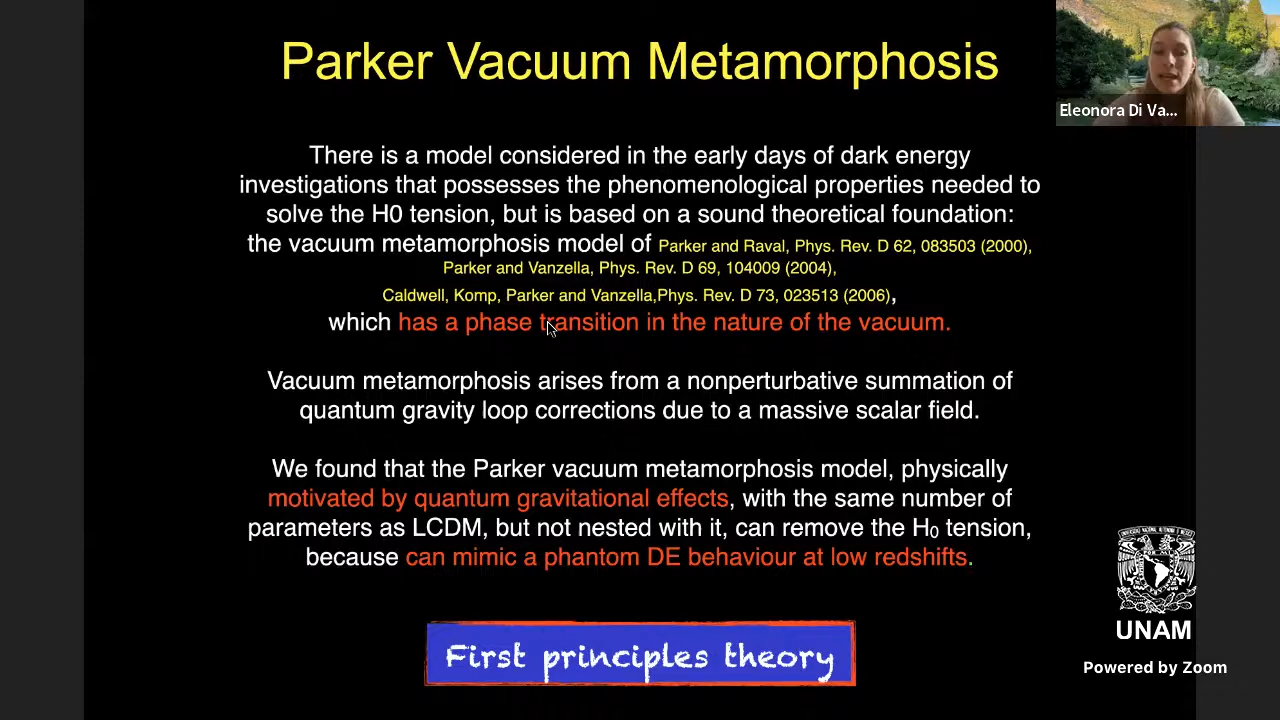 Parker Vacuum Metamorphosis
Eleonora Di Va...
There is a model considered in the early days of dark energy
investigations that possesses the phenomenological properties needed to
solve the H0 tension, but is based on a sound theoretical foundation:
the vacuum metamorphosis model of Parker and Raval, Phys. Rev. D 62, 083503 (2000),
Parker and Vanzella, Phys. Rev. D 69, 104009 (2004),
Caldwell, Komp, Parker and Vanzella,Phys. Rev. D 73, 023513 (2006),
which has a phase transition in the nature of the vacuum.
Vacuum metamorphosis arises from a nonperturbative summation of
quantum gravity loop corrections due to a massive scalar field.
We found that the Parker vacuum metamorphosis model, physically
motivated by quantum gravitational effects, with the same number of
parameters as LCDM, but not nested with it, can remove the H₀ tension,
because can mimic a phantom DE behaviour at low redshifts.
First principles theory
UNAM
Powered by Zoom